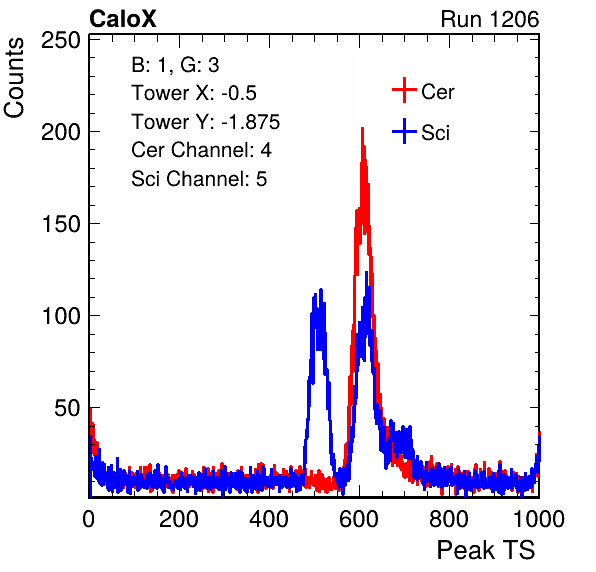 CaloX Run 1206
Counts
B: 1, G: 3
Tower X: -0.5
Tower Y: -1.875
Cer Channel: 4
Sci Channel: 5
Cer
Sci
250
200
150
100
50
0 200 400 600 800 1000
Peak TS